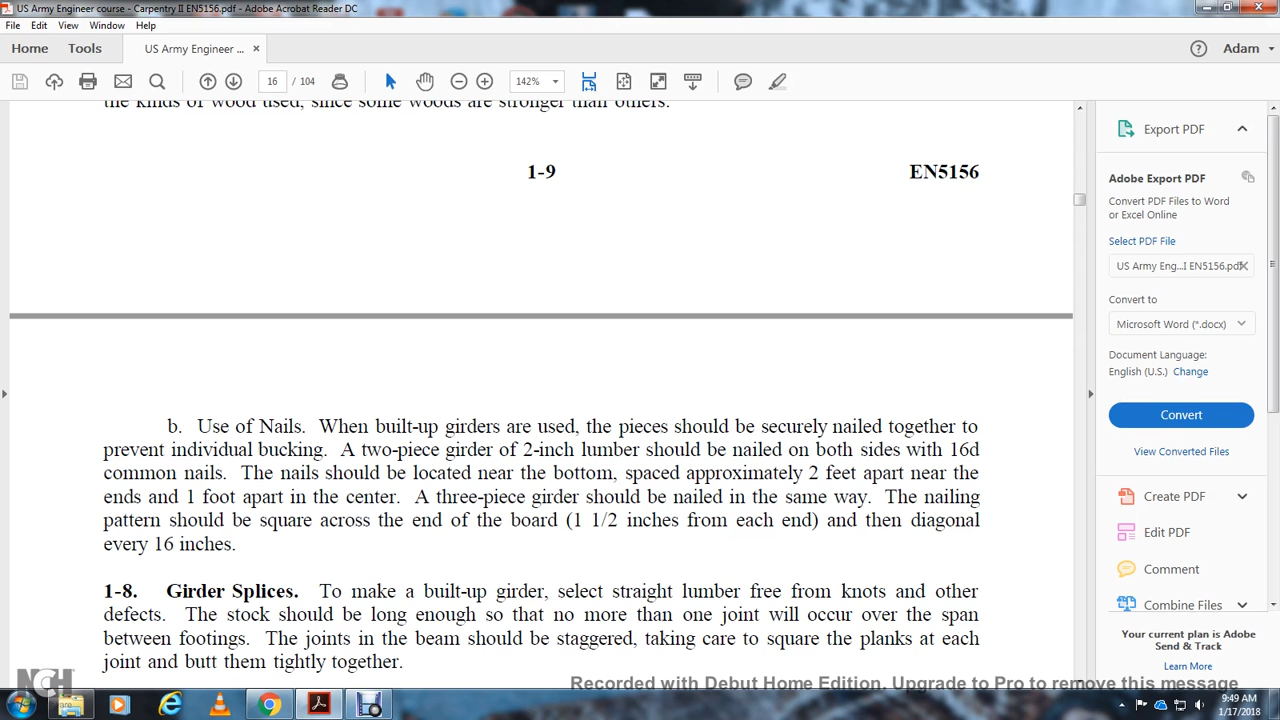 US Army Engineer course - Carpentry II EN5156.pdf - Adobe Acrobat Reader DC
File Edit View Window Help
Home Tools US Army Engineer ... × Adam
16 / 104 142%
the kinds of wood used, since some woods are stronger than others.
1-9 EN5156
b. Use of Nails. When built-up girders are used, the pieces should be securely nailed together to
prevent individual bucking. A two-piece girder of 2-inch lumber should be nailed on both sides with 16d
common nails. The nails should be located near the bottom, spaced approximately 2 feet apart near the
ends and 1 foot apart in the center. A three-piece girder should be nailed in the same way. The nailing
pattern should be square across the end of the board (1 1/2 inches from each end) and then diagonal
every 16 inches.
1-8. Girder Splices. To make a built-up girder, select straight lumber free from knots and other
defects. The stock should be long enough so that no more than one joint will occur over the span
between footings. The joints in the beam should be staggered, taking care to square the planks at each
joint and butt them tightly together.
Export PDF
Adobe Export PDF
Convert PDF Files to Word
or Excel Online
Select PDF File
US Army Eng...I EN5156.pdf
Convert to
Microsoft Word (*.docx)
Document Language:
English (U.S.) Change
Convert
View Converted Files
Create PDF
Edit PDF
Comment
Combine Files
Your current plan is Adobe
Send & Track
Learn More
NCH
Recorded with Debut Home Edition. Upgrade to Pro to remove this message
9:49 AM
1/17/2018